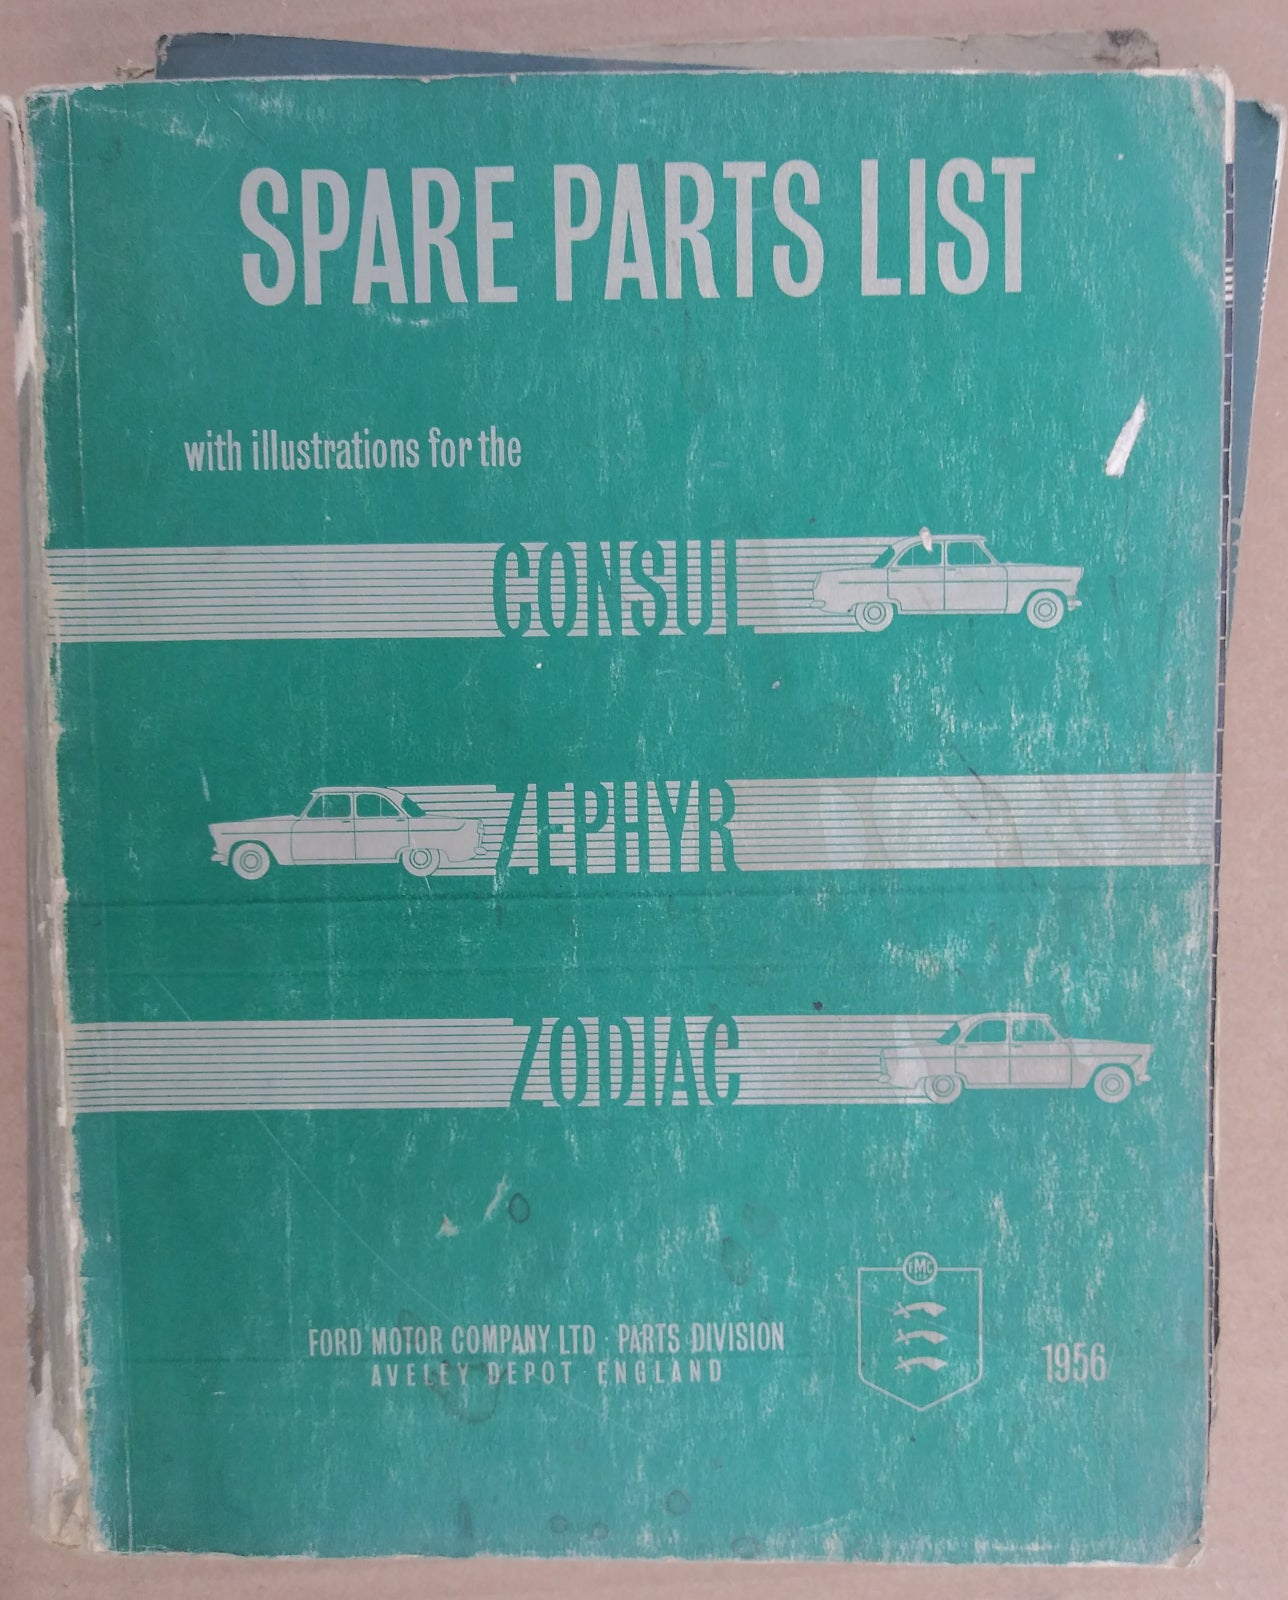 SPARE PARTS LIST
with illustrations for the
CONSUL
ZEPHYR
ZODIAC
FMC
FORD MOTOR COMPANY LTD · PARTS DIVISION
AVELEY DEPOT · ENGLAND
1956